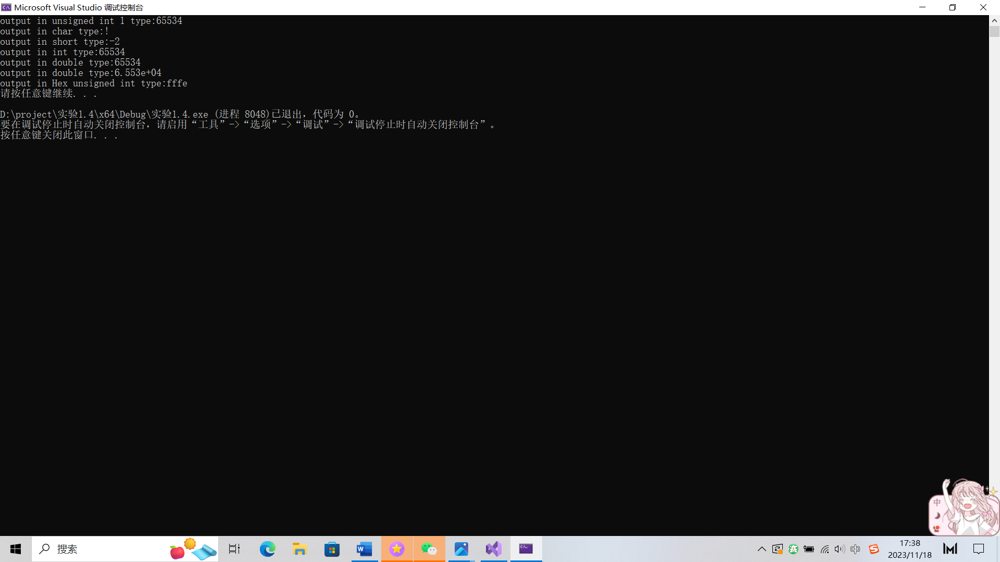 Microsoft Visual Studio 调试控制台
output in unsigned int 1 type:65534
output in char type:!
output in short type:-2
output in int type:65534
output in double type:65534
output in double type:6.553e+04
output in Hex unsigned int type:fffe
请按任意键继续. . .
D:\project\实验1.4\x64\Debug\实验1.4.exe (进程 8048)已退出，代码为 0。
要在调试停止时自动关闭控制台，请启用“工具”->“选项”->“调试”->“调试停止时自动关闭控制台”。
按任意键关闭此窗口. . .
中
搜索
中
17:38
2023/11/18